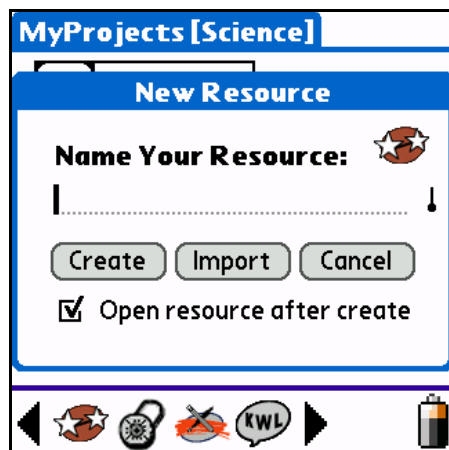 MyProjects [Science]
New Resource
Name Your Resource:
Create Import Cancel
Open resource after create
KWL